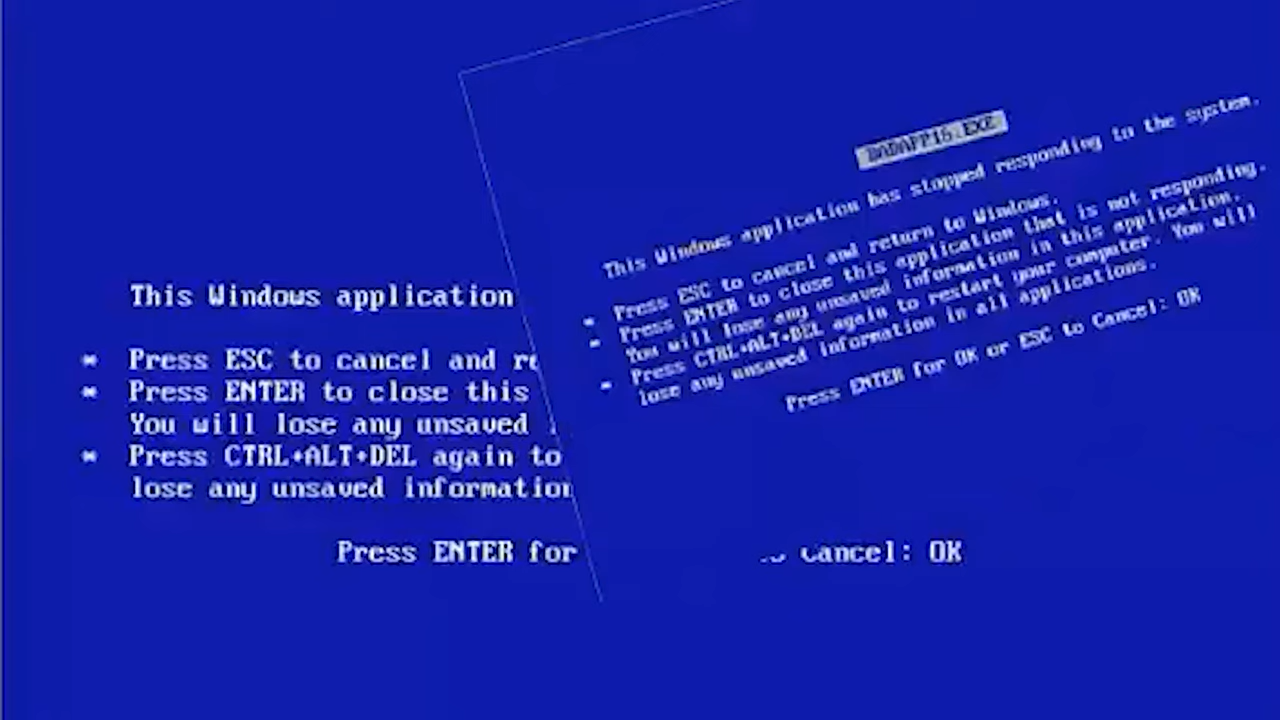 This Windows application
* Press ESC to cancel and re
* Press ENTER to close this
You will lose any unsaved
* Press CTRL+ALT+DEL again to
lose any unsaved information
Press ENTER for
to Cancel: OK
BADAPP16.EXE
This Windows application has stopped responding to the system.
* Press ESC to cancel and return to Windows.
* Press ENTER to close this application that is not responding.
You will lose any unsaved information in this application.
* Press CTRL+ALT+DEL again to restart your computer. You will
lose any unsaved information in all applications.
Press ENTER for OK or ESC to Cancel: OK